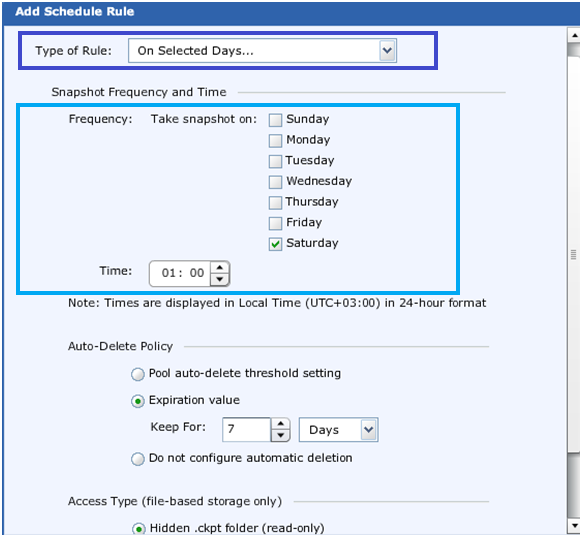 Add Schedule Rule
Type of Rule: On Selected Days...
Snapshot Frequency and Time
Frequency: Take snapshot on: Sunday
Monday
Tuesday
Wednesday
Thursday
Friday
Saturday
Time: 01: 00
Note: Times are displayed in Local Time (UTC+03:00) in 24-hour format
Auto-Delete Policy
Pool auto-delete threshold setting
Expiration value
Keep For: 7 Days
Do not configure automatic deletion
Access Type (file-based storage only)
Hidden .ckpt folder (read-only)